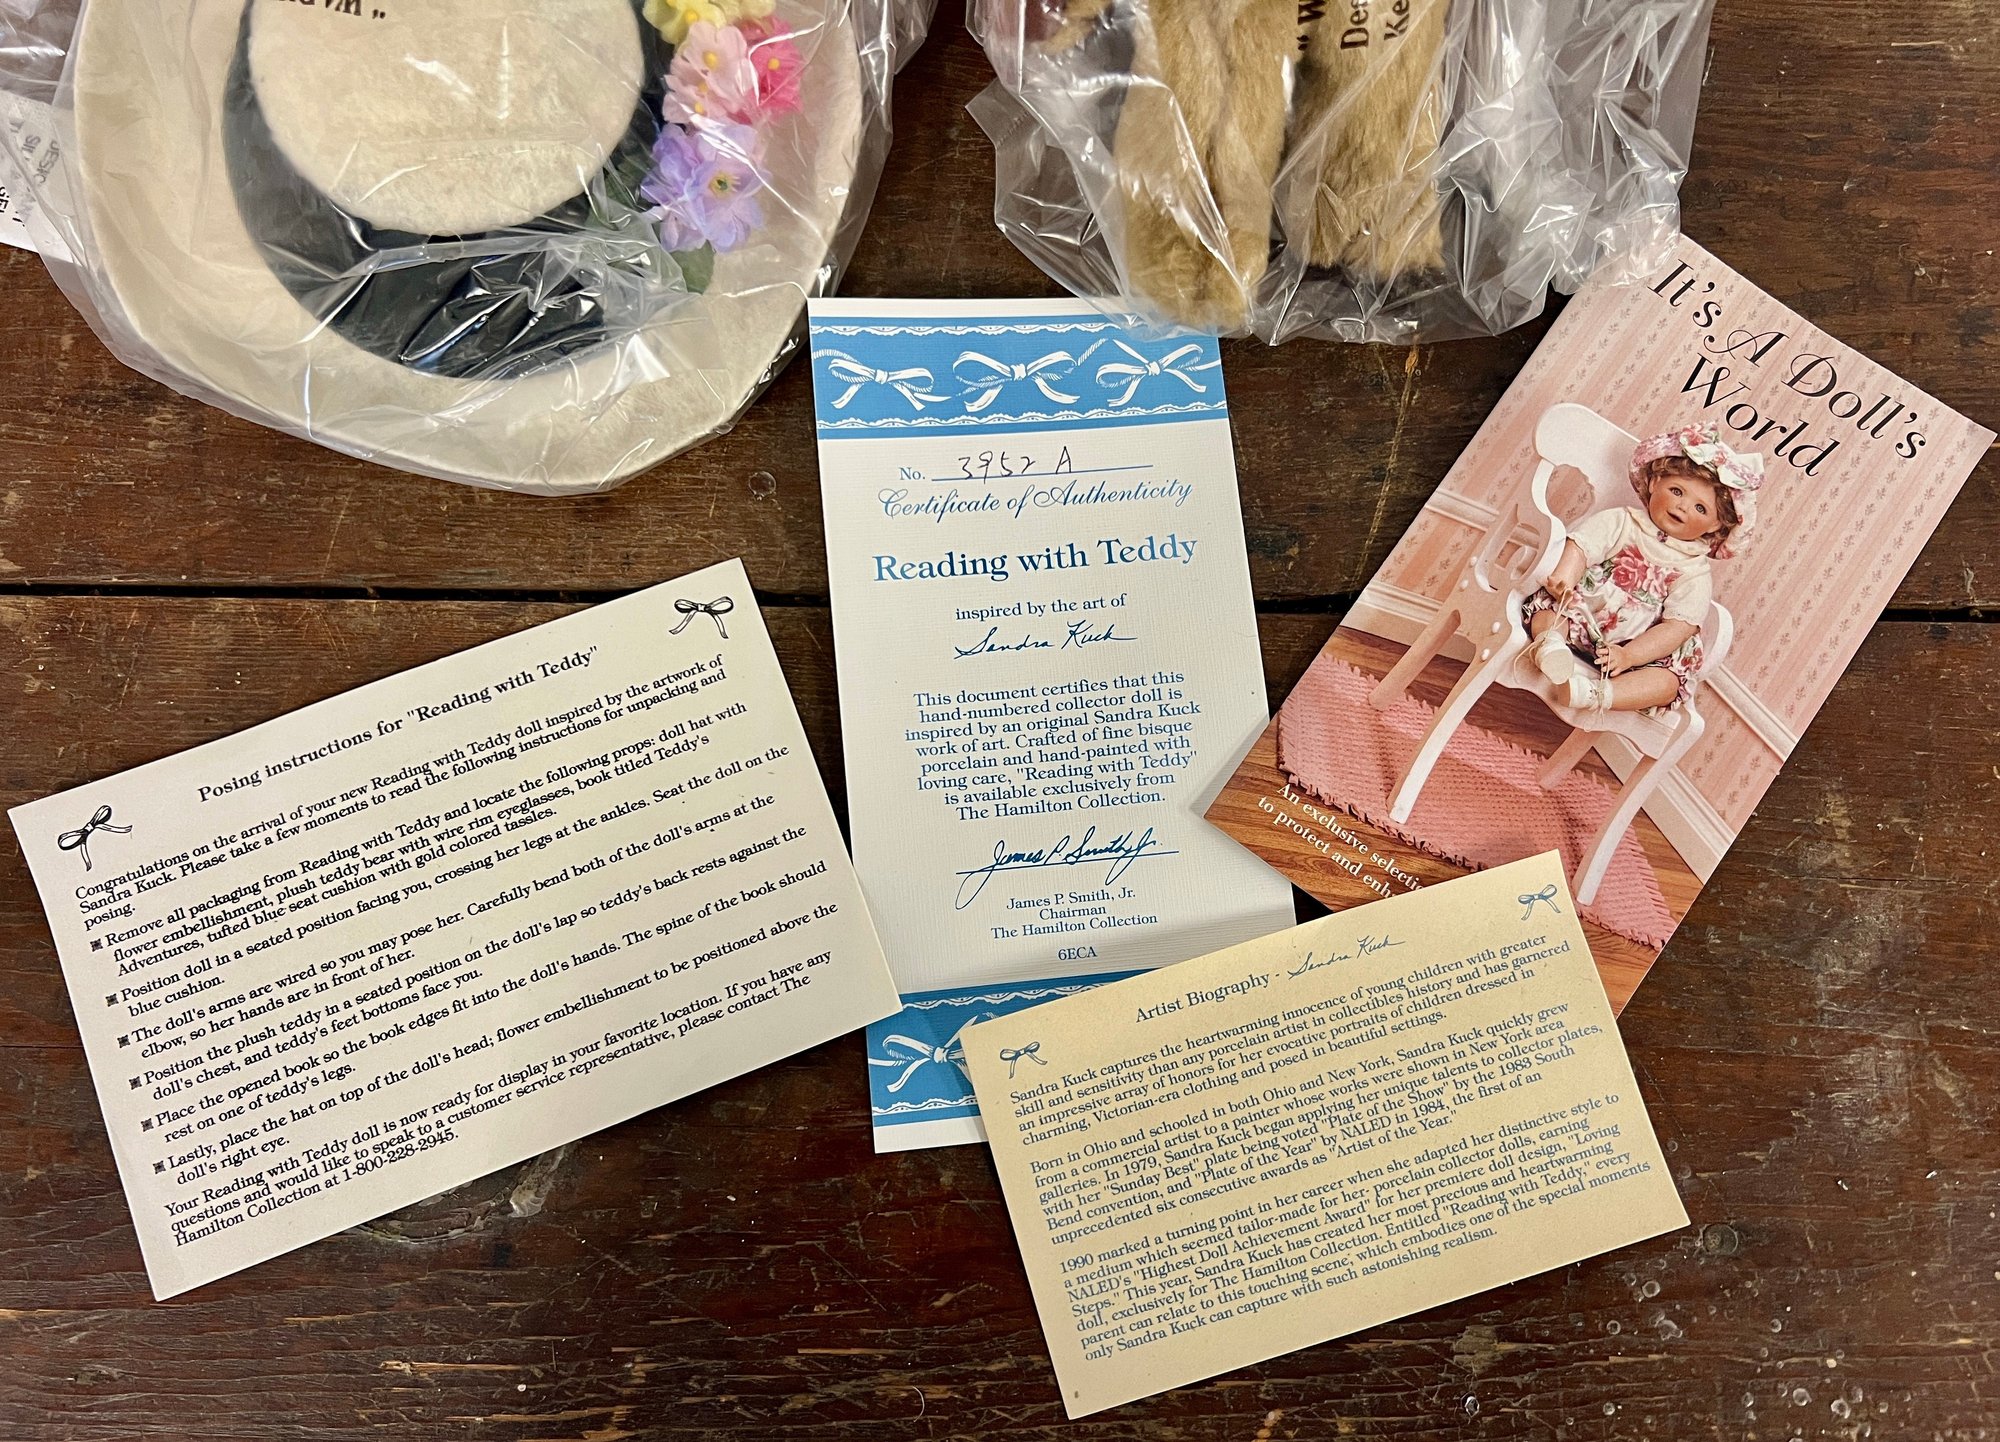 No. 3952 A
Certificate of Authenticity
Reading with Teddy
inspired by the art of
Sandra Kuck
This document certifies that this
hand-numbered collector doll is
inspired by an original Sandra Kuck
work of art. Crafted of fine bisque
porcelain and hand-painted with
loving care, "Reading with Teddy"
is available exclusively from
The Hamilton Collection.
James P. Smith, Jr.
James P. Smith, Jr.
Chairman
The Hamilton Collection
6ECA
It's A Doll's
World
An exclusive selecti
to protect and enh
Posing instructions for "Reading with Teddy"
Congratulations on the arrival of your new Reading with Teddy doll inspired by the artwork of
Sandra Kuck. Please take a few moments to read the following instructions for unpacking and
posing.
Remove all packaging from Reading with Teddy and locate the following props: doll hat with
flower embellishment, plush teddy bear with wire rim eyeglasses, book titled Teddy's
Adventures, tufted blue seat cushion with gold colored tassles.
Position doll in a seated position facing you, crossing her legs at the ankles. Seat the doll on the
blue cushion.
The doll's arms are wired so you may pose her. Carefully bend both of the doll's arms at the
elbow, so her hands are in front of her.
Position the plush teddy in a seated position on the doll's lap so teddy's back rests against the
doll's chest, and teddy's feet bottoms face you.
Place the opened book so the book edges fit into the doll's hands. The spine of the book should
rest on one of teddy's legs.
Lastly, place the hat on top of the doll's head; flower embellishment to be positioned above the
doll's right eye.
Your Reading with Teddy doll is now ready for display in your favorite location. If you have any
questions and would like to speak to a customer service representative, please contact The
Hamilton Collection at 1-800-228-2945.
Artist Biography - Sandra Kuck
Sandra Kuck captures the heartwarming innocence of young children with greater
skill and sensitivity than any porcelain artist in collectibles history and has garnered
an impressive array of honors for her evocative portraits of children dressed in
charming, Victorian-era clothing and posed in beautiful settings.
Born in Ohio and schooled in both Ohio and New York, Sandra Kuck quickly grew
from a commercial artist to a painter whose works were shown in New York area
galleries. In 1979, Sandra Kuck began applying her unique talents to collector plates,
with her "Sunday Best" plate being voted "Plate of the Show" by the 1983 South
Bend convention, and "Plate of the Year" by NALED in 1984, the first of an
unprecedented six consecutive awards as "Artist of the Year."
1990 marked a turning point in her career when she adapted her distinctive style to
a medium which seemed tailor-made for her- porcelain collector dolls, earning
NALED's "Highest Doll Achievement Award" for her premiere doll design, "Loving
Steps." This year, Sandra Kuck has created her most precious and heartwarming
doll, exclusively for The Hamilton Collection. Entitled "Reading with Teddy," every
parent can relate to this touching scene, which embodies one of the special moments
only Sandra Kuck can capture with such astonishing realism.